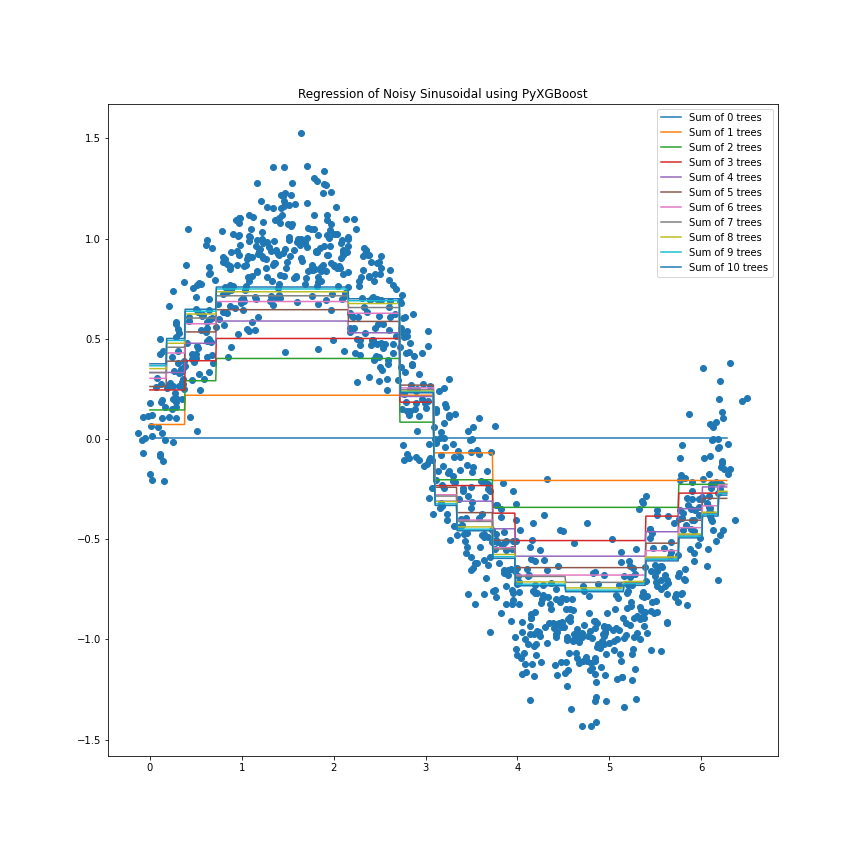 Regression of Noisy Sinusoidal using PyXGBoost
Sum of 0 trees
Sum of 1 trees
Sum of 2 trees
Sum of 3 trees
Sum of 4 trees
Sum of 5 trees
Sum of 6 trees
Sum of 7 trees
Sum of 8 trees
Sum of 9 trees
Sum of 10 trees
1.5
1.0
0.5
0.0
−0.5
−1.0
−1.5
0 1 2 3 4 5 6